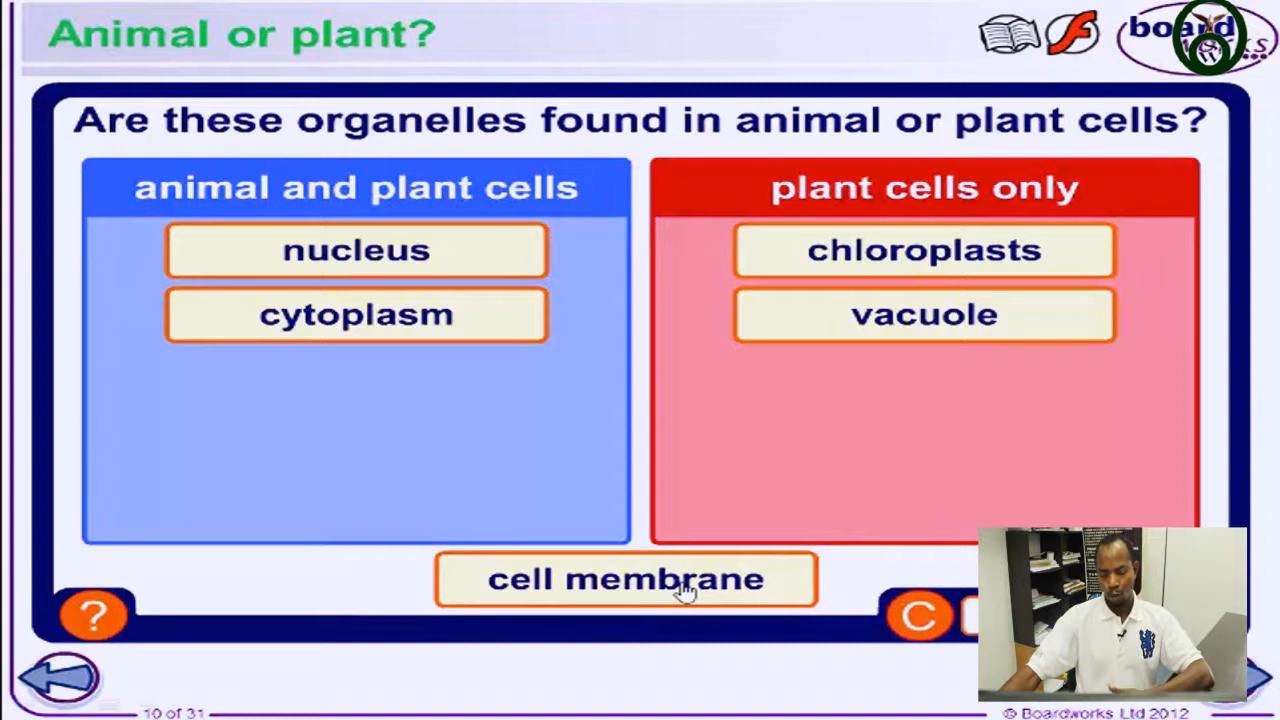 Animal or plant?
board
Are these organelles found in animal or plant cells?
animal and plant cells
plant cells only
nucleus
chloroplasts
cytoplasm
vacuole
cell membrane
?
C
10 of 31
© Boardworks Ltd 2012